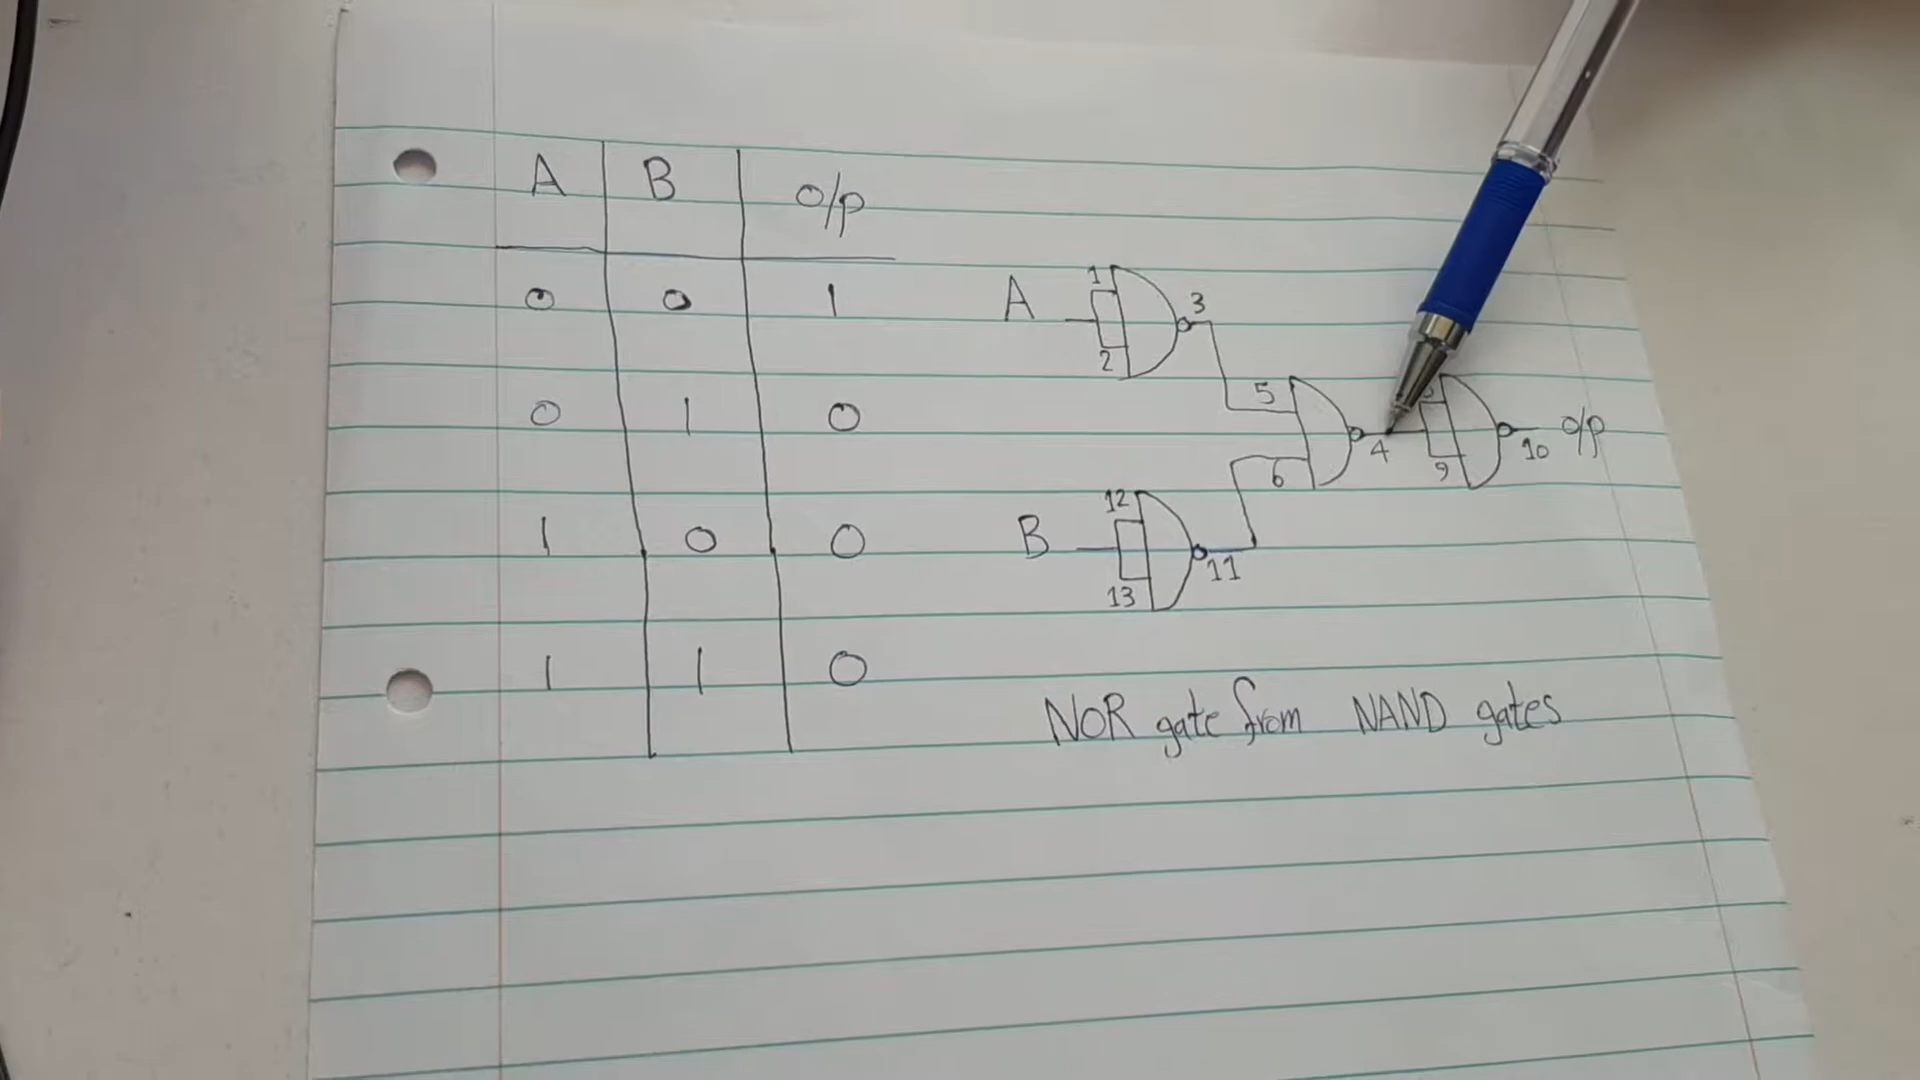 A B o/p
0 0 1
0 1 0
1 0 0
1 1 0
A 1 2 3
5 6 4
9 10 o/p
B 12 13 11
NOR gate from NAND gates